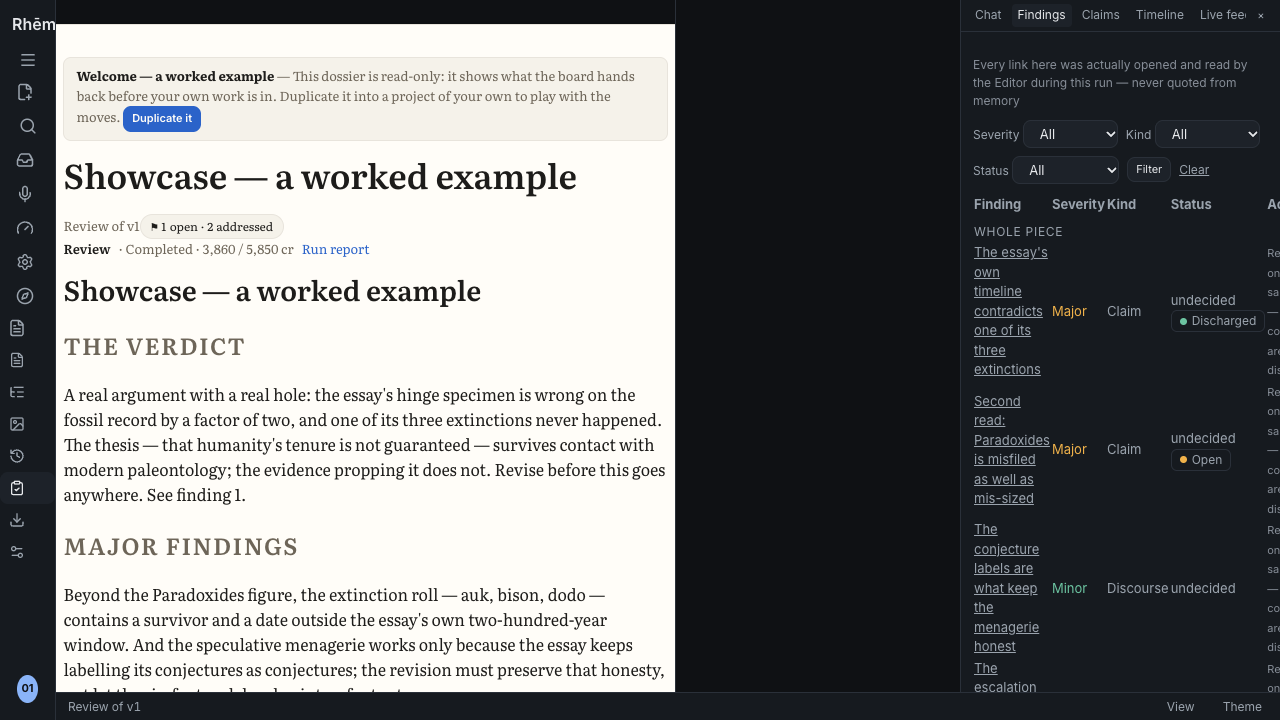 Rhēm
Welcome — a worked example — This dossier is read-only: it shows what the board hands
back before your own work is in. Duplicate it into a project of your own to play with the
moves. Duplicate it
Showcase — a worked example
Review of v1 ⚑ 1 open · 2 addressed
Review · Completed · 3,860 / 5,850 cr Run report
Showcase — a worked example
THE VERDICT
A real argument with a real hole: the essay's hinge specimen is wrong on the
fossil record by a factor of two, and one of its three extinctions never happened.
The thesis — that humanity's tenure is not guaranteed — survives contact with
modern paleontology; the evidence propping it does not. Revise before this goes
anywhere. See finding 1.
MAJOR FINDINGS
Beyond the Paradoxides figure, the extinction roll — auk, bison, dodo —
contains a survivor and a date outside the essay's own two-hundred-year
window. And the speculative menagerie works only because the essay keeps
labelling its conjectures as conjectures; the revision must preserve that honesty,
Chat Findings Claims Timeline Live fee ×
Every link here was actually opened and read by
the Editor during this run — never quoted from
memory
Severity All Kind All
Status All Filter Clear
Finding Severity Kind Status Ac
WHOLE PIECE
The essay's
own
timeline
contradicts
one of its
three
extinctions
Major Claim undecided
Discharged
Second
read:
Paradoxides
is misfiled
as well as
mis-sized
Major Claim undecided
Open
The
conjecture
labels are
what keep
the
menagerie
honest
Minor Discourse undecided
The
escalation
01
Review of v1 View Theme